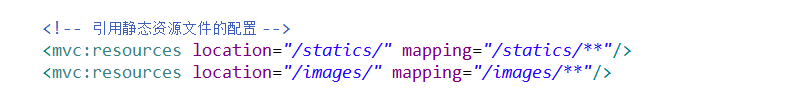 <!-- 引用静态资源文件的配置 -->
<mvc:resources location="/statics/" mapping="/statics/**"/>
<mvc:resources location="/images/" mapping="/images/**"/>